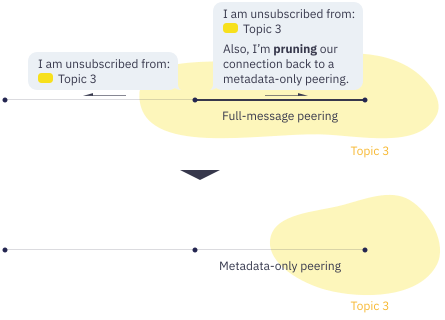 I am unsubscribed from:
Topic 3
Also, I'm pruning our
connection back to a
metadata-only peering.
I am unsubscribed from:
Topic 3
Full-message peering
Topic 3
Metadata-only peering
Topic 3